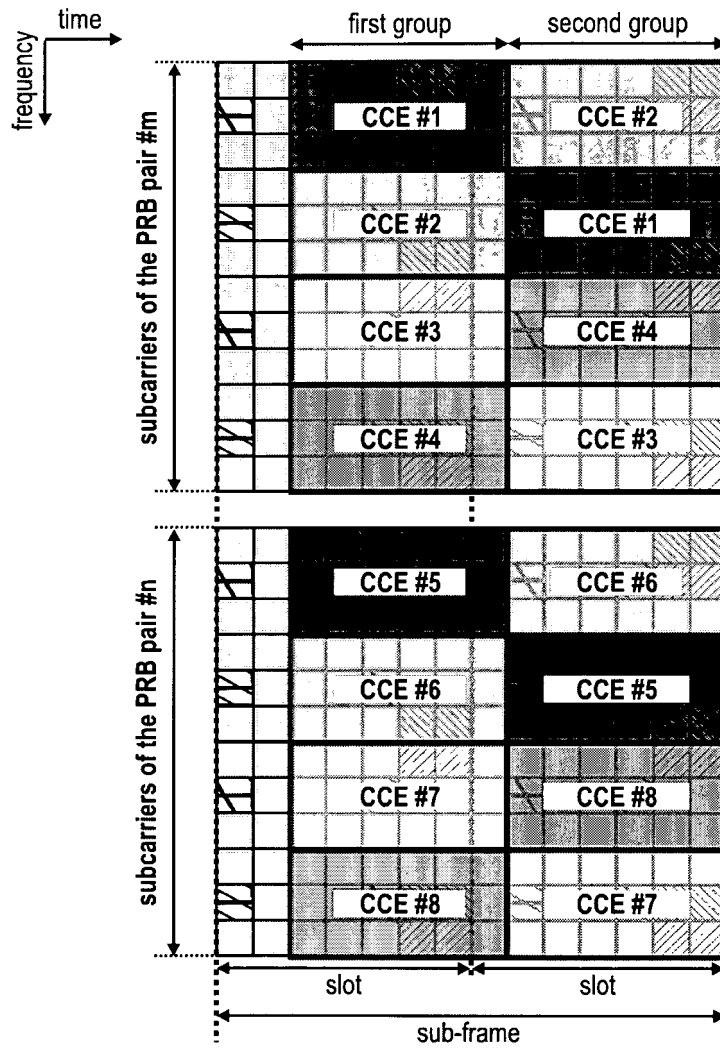 time
first group
second group
frequency
subcarriers of the PRB pair #m
CCE #1
CCE #2
CCE #2
CCE #1
CCE #3
CCE #4
CCE #4
CCE #3
subcarriers of the PRB pair #n
CCE #5
CCE #6
CCE #6
CCE #5
CCE #7
CCE #8
CCE #8
CCE #7
slot
slot
sub-frame